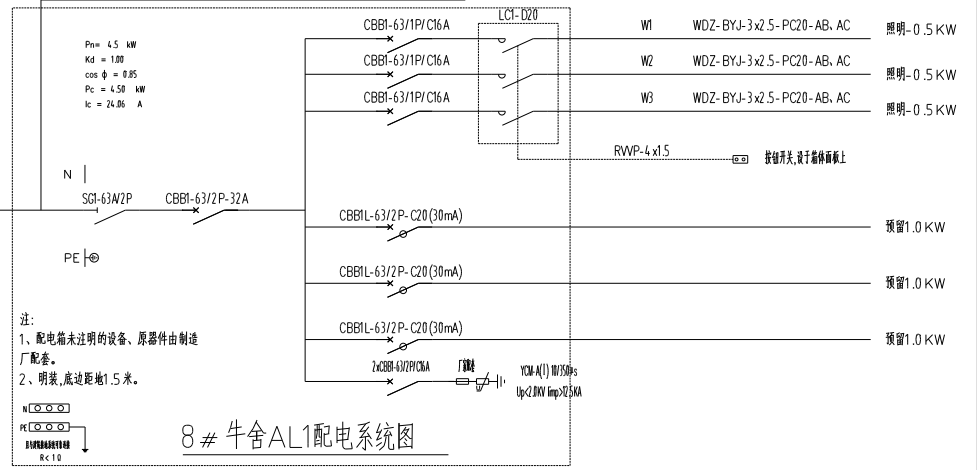 LC1-D20
CBB1-63/1P/C16A W1 WDZ-BYJ-3x2.5-PC20-AB、AC 照明-0.5KW
CBB1-63/1P/C16A W2 WDZ-BYJ-3x2.5-PC20-AB、AC 照明-0.5KW
CBB1-63/1P/C16A W3 WDZ-BYJ-3x2.5-PC20-AB、AC 照明-0.5KW
Pn= 4.5 kW
Kd = 1.00
cos ϕ = 0.85
Pc = 4.50 kW
Ic = 24.06 A
RVVP-4x1.5 按钮开关,设于箱体面板上
N
SG1-63A/2P CBB1-63/2P-32A
PE
CBB1L-63/2P-C20(30mA) 预留1.0KW
CBB1L-63/2P-C20(30mA) 预留1.0KW
CBB1L-63/2P-C20(30mA) 预留1.0KW
2xCBB1-63/2P/C16A 厂家配套 YCM-A(I) 10/350μs
Up<2.0KV Iimp>12.5KA
注:
1、配电箱未注明的设备、原器件由制造
厂配套。
2、明装,底边距地1.5米。
N
PE
R<1Ω
8#牛舍AL1配电系统图